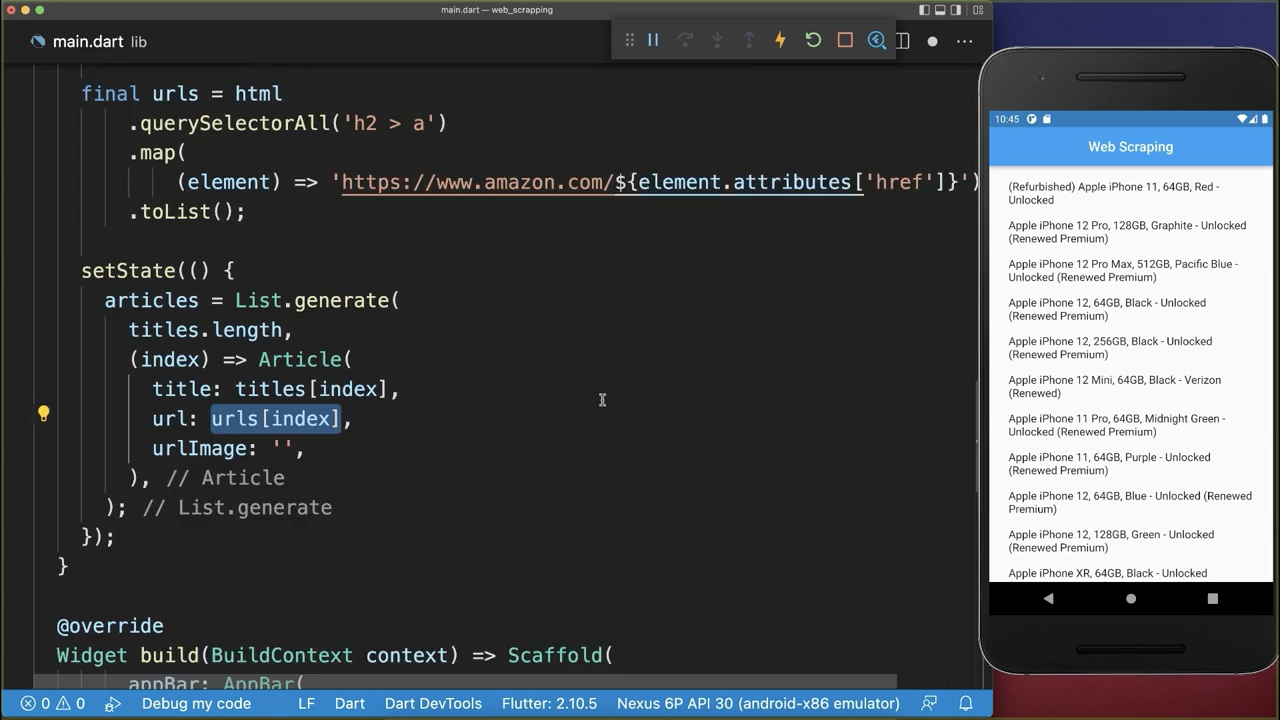 main.dart — web_scrapping
main.dart lib
final urls = html
.querySelectorAll('h2 > a')
.map(
(element) => 'https://www.amazon.com/${element.attributes['href']}')
.toList();
setState(() {
articles = List.generate(
titles.length,
(index) => Article(
title: titles[index],
url: urls[index],
urlImage: '',
), // Article
); // List.generate
});
}
@override
Widget build(BuildContext context) => Scaffold(
appBar: AppBar(
0 0 Debug my code LF Dart Dart DevTools Flutter: 2.10.5 Nexus 6P API 30 (android-x86 emulator)
10:45
Web Scraping
(Refurbished) Apple iPhone 11, 64GB, Red -
Unlocked
Apple iPhone 12 Pro, 128GB, Graphite - Unlocked
(Renewed Premium)
Apple iPhone 12 Pro Max, 512GB, Pacific Blue -
Unlocked (Renewed Premium)
Apple iPhone 12, 64GB, Black - Unlocked
(Renewed Premium)
Apple iPhone 12, 256GB, Black - Unlocked
(Renewed Premium)
Apple iPhone 12 Mini, 64GB, Black - Verizon
(Renewed)
Apple iPhone 11 Pro, 64GB, Midnight Green -
Unlocked (Renewed Premium)
Apple iPhone 11, 64GB, Purple - Unlocked
(Renewed Premium)
Apple iPhone 12, 64GB, Blue - Unlocked (Renewed
Premium)
Apple iPhone 12, 128GB, Green - Unlocked
(Renewed Premium)
Apple iPhone XR, 64GB, Black - Unlocked